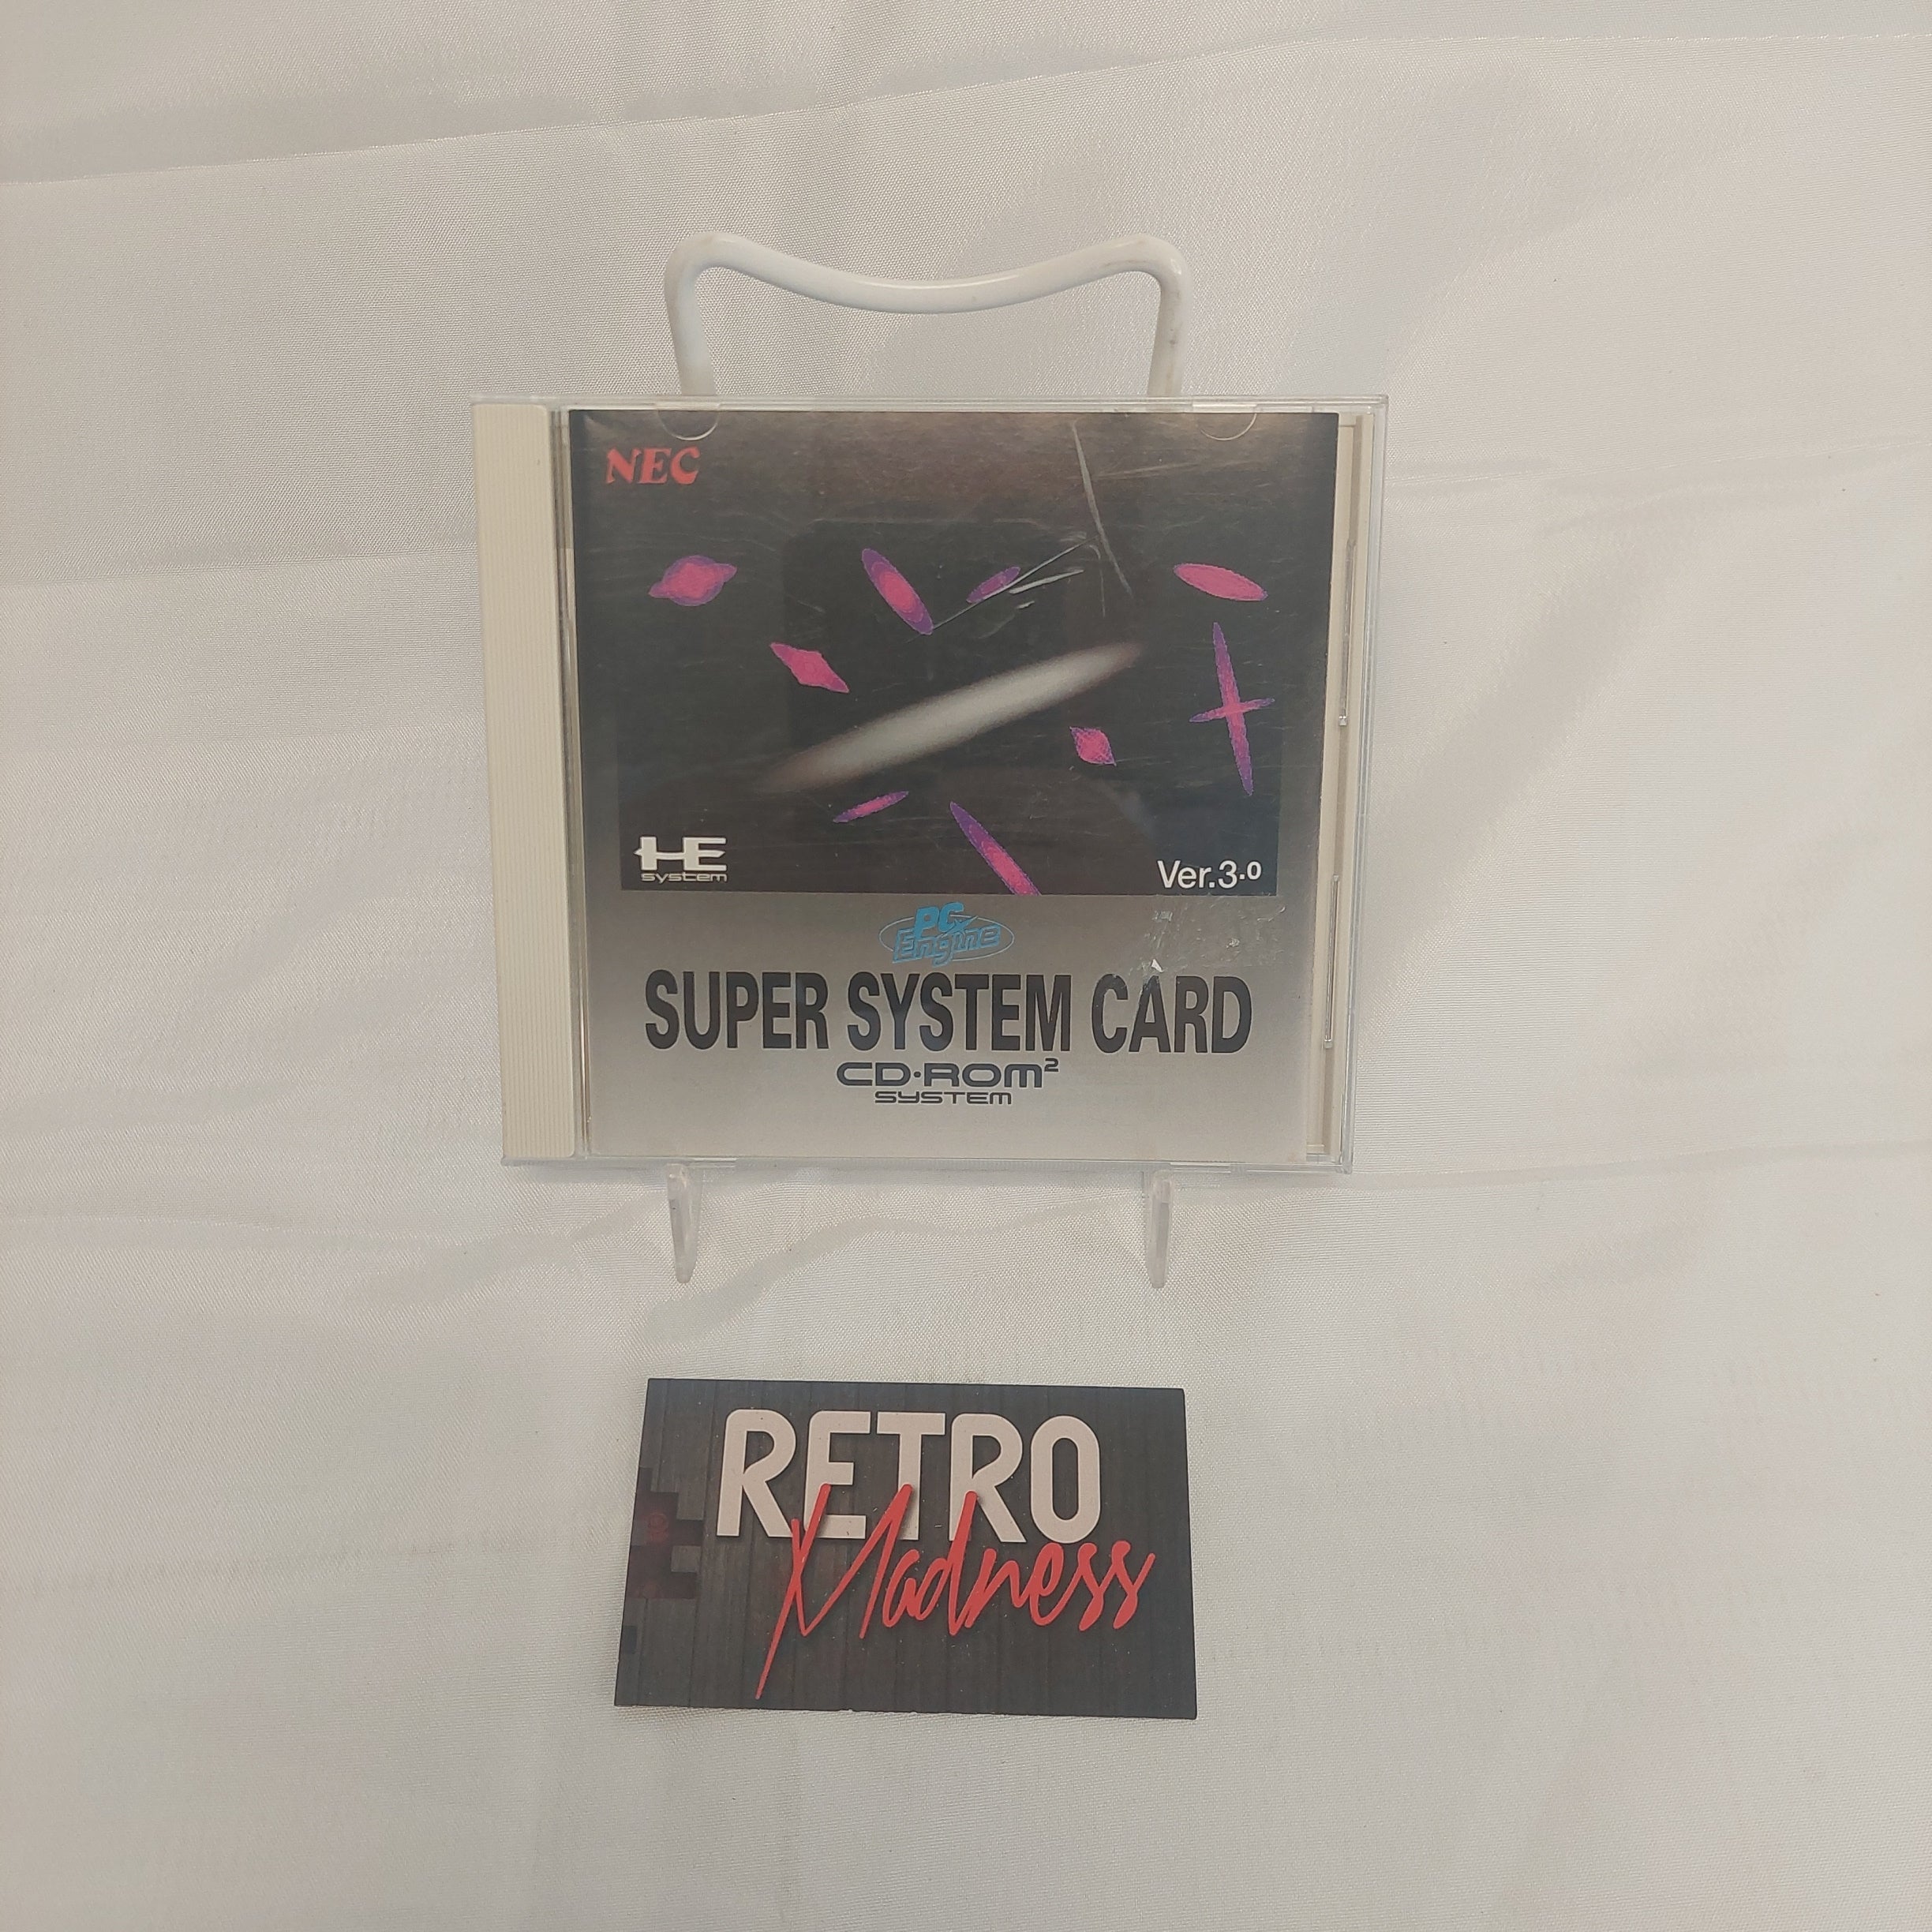 NEC
HE
system
Ver.3.0
PC
Engine
SUPER SYSTEM CARD
CD·ROM²
SYSTEM
RETRO
Madness